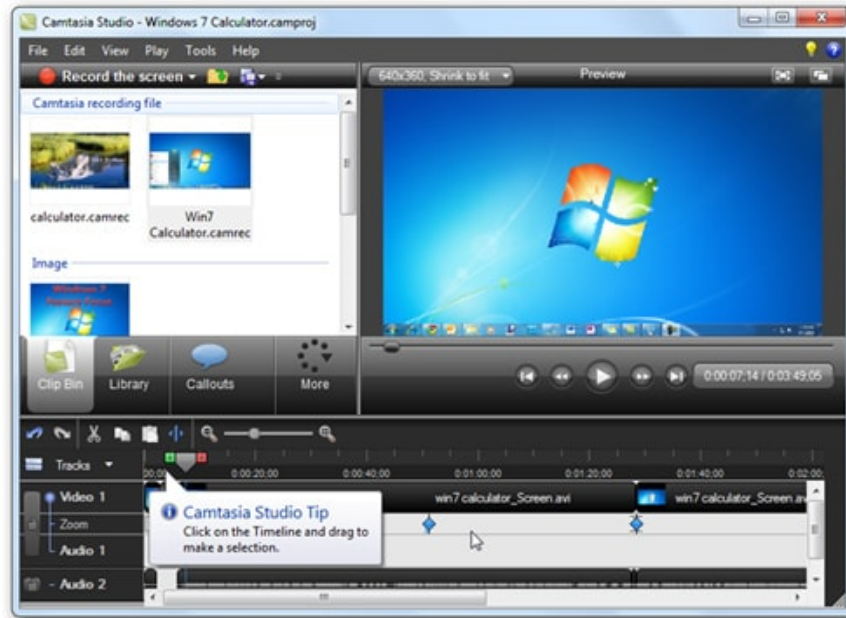 Camtasia Studio - Windows 7 Calculator.camproj
File Edit View Play Tools Help
Record the screen
640x360, Shrink to fit
Preview
Camtasia recording file
calculator.camrec
Win7
Calculator.camrec
Image
Windows 7
Clip Bin
Library
Callouts
More
0:00:07;14 / 0:03:49;05
Tracks
0:00:20;00
0:00:40;00
0:01:00;00
0:01:20;00
0:01:40;00
0:02:00;
Video 1
win7 calculator_Screen.avi
win7 calculator_Screen.av
Zoom
Camtasia Studio Tip
Click on the Timeline and drag to
make a selection.
Audio 1
Audio 2